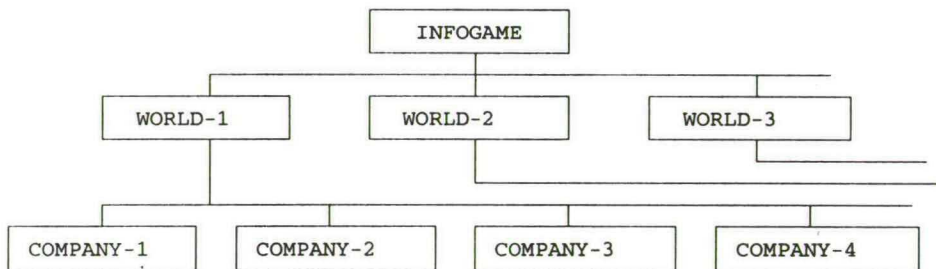 INFOGAME
WORLD-1 WORLD-2 WORLD-3
COMPANY-1 COMPANY-2 COMPANY-3 COMPANY-4